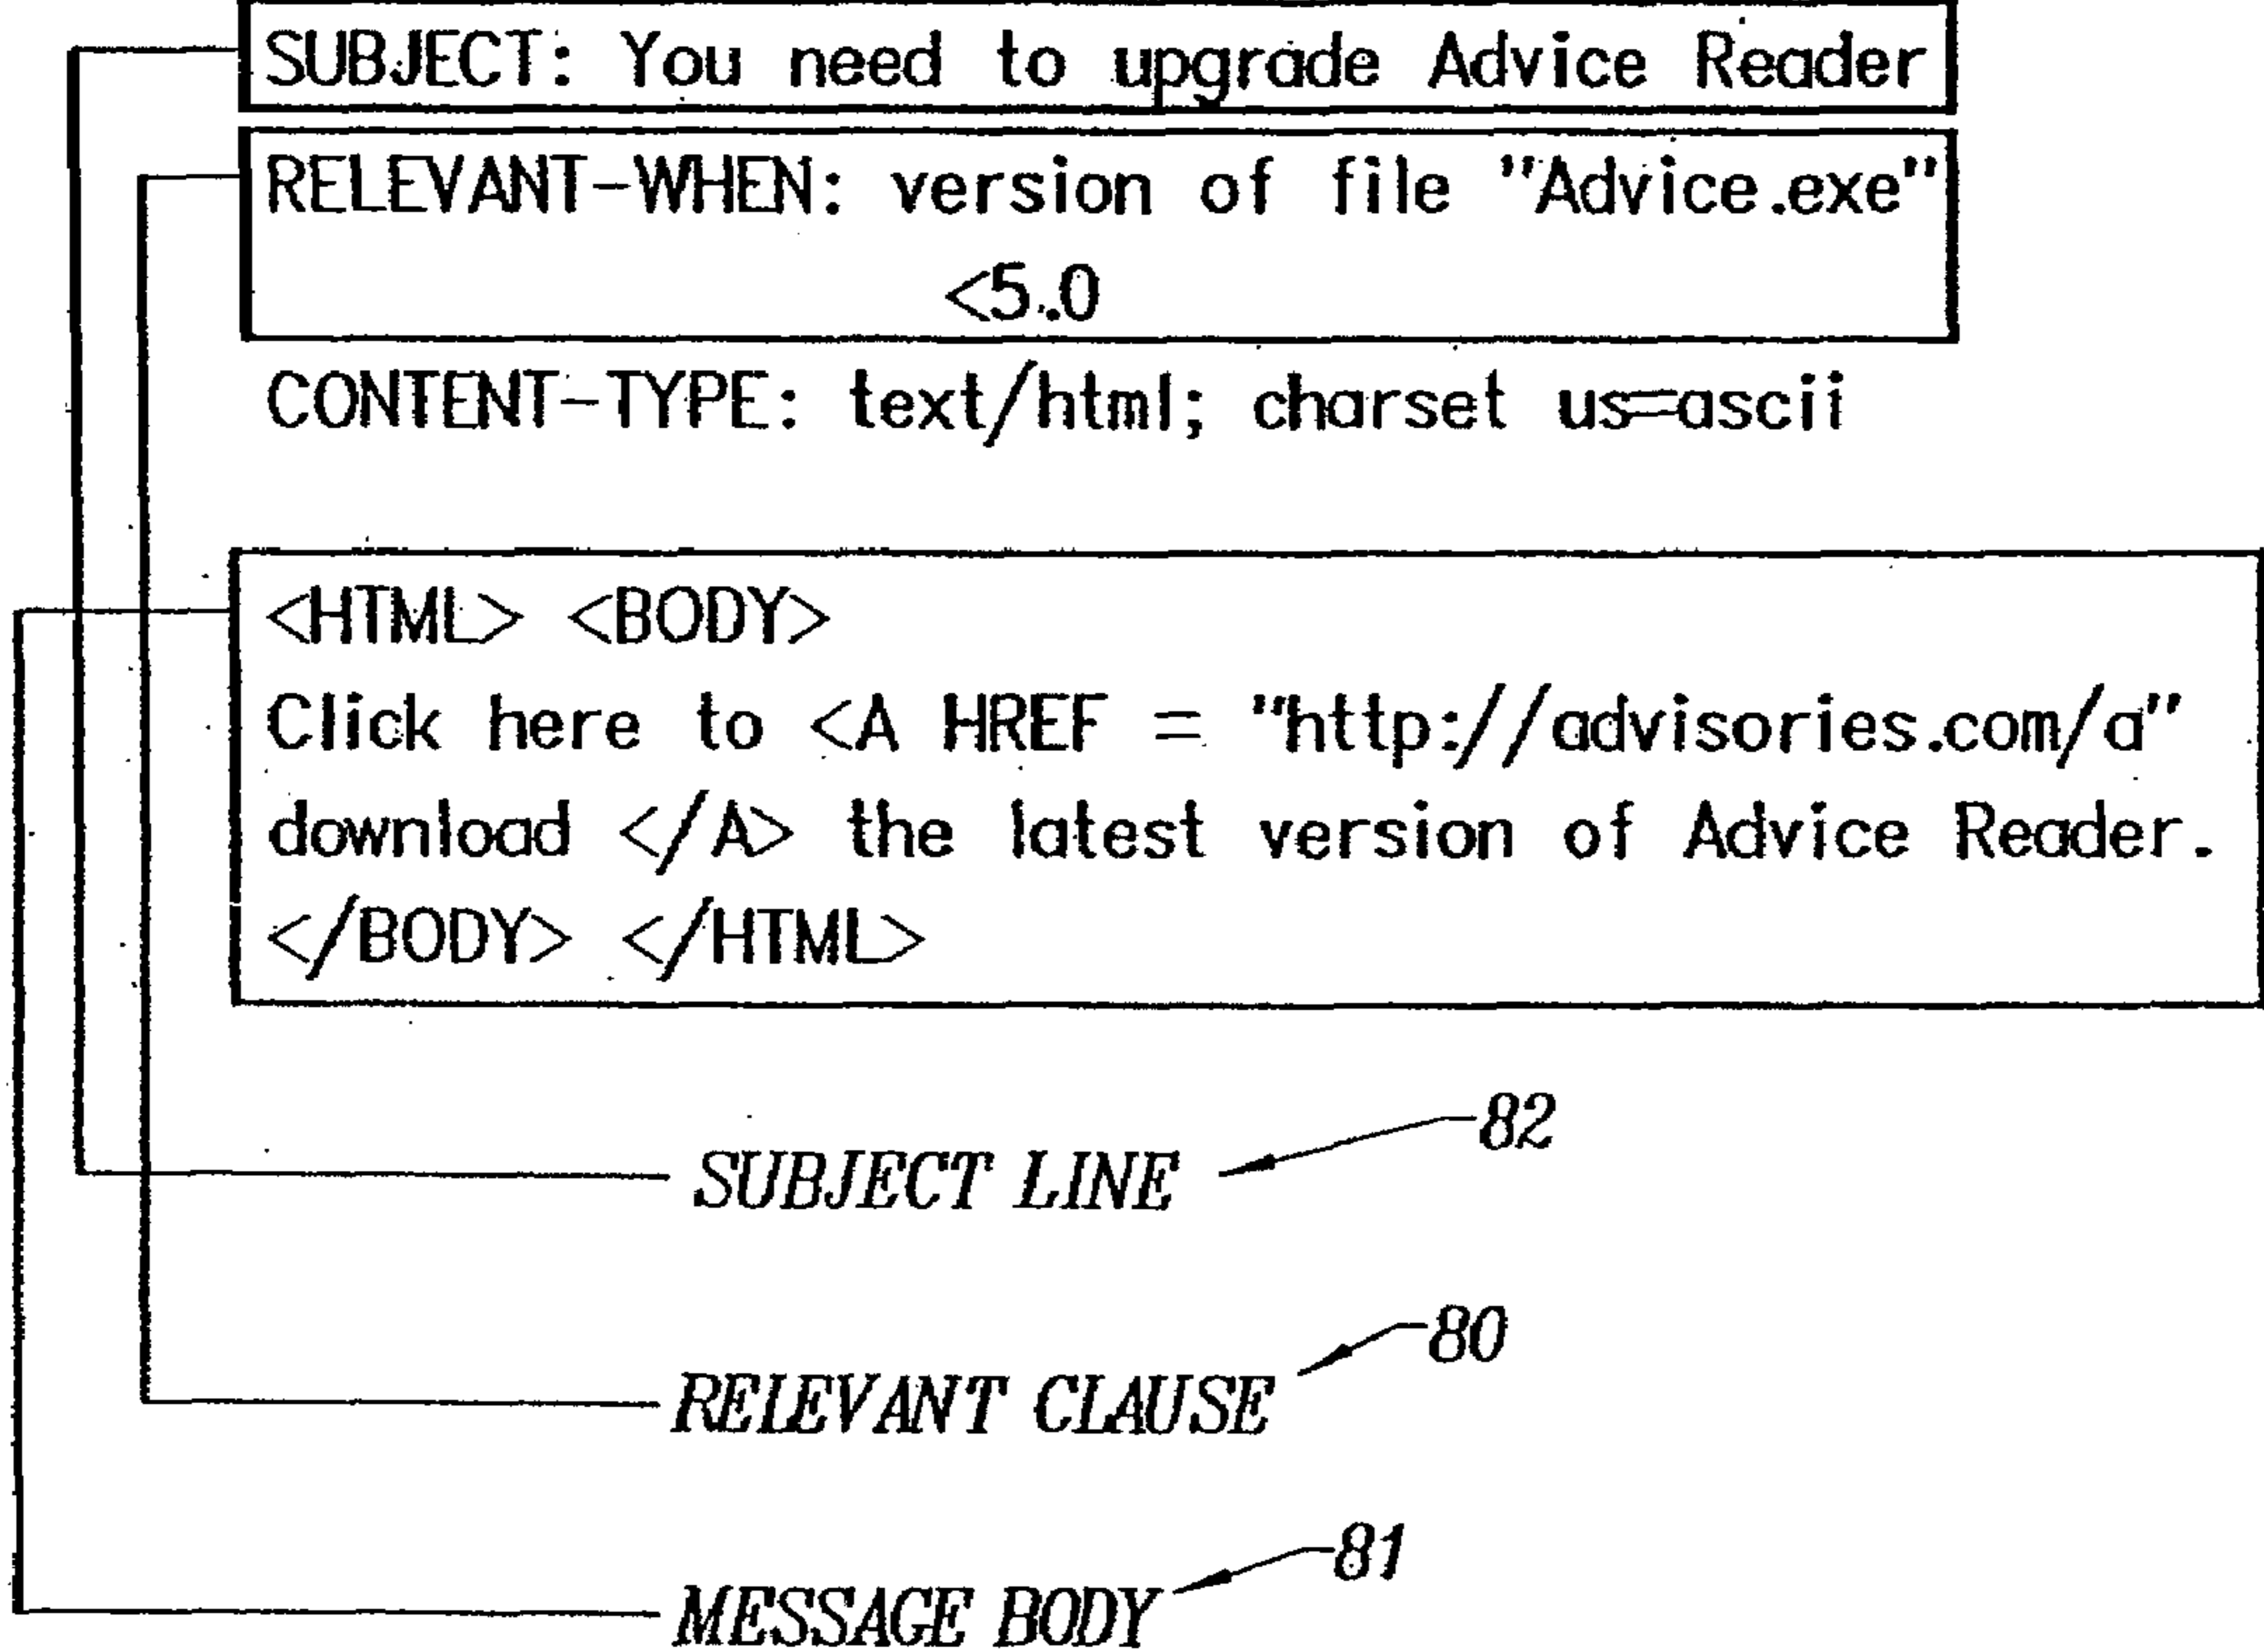 SUBJECT: You need to upgrade Advice Reader
RELEVANT-WHEN: version of file "Advice.exe"
<5.0
CONTENT-TYPE: text/html; charset us=ascii
<HTML> <BODY>
Click here to <A HREF = "http://advisories.com/a"
download </A> the latest version of Advice Reader.
</BODY> </HTML>
82
SUBJECT LINE
80
RELEVANT CLAUSE
81
MESSAGE BODY